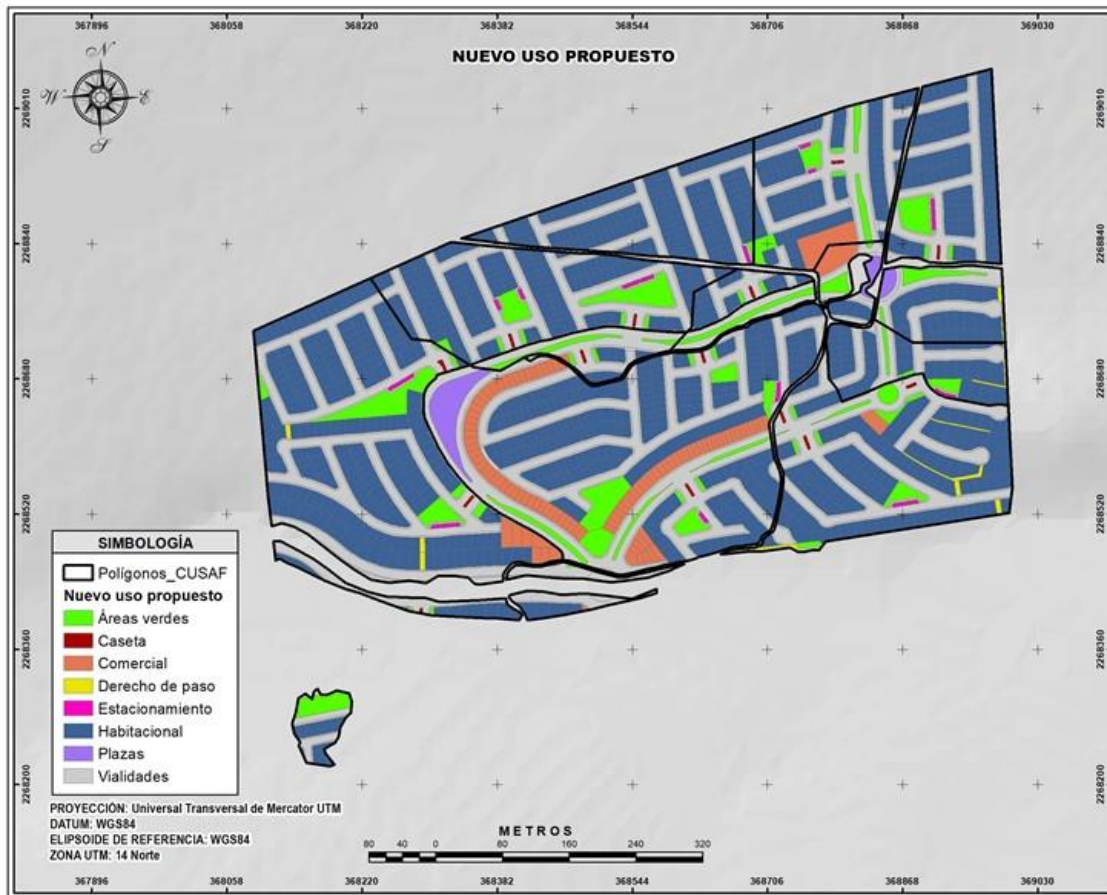 367896 368058 368220 368382 368544 368706 368868 369030
NUEVO USO PROPUESTO
N
W E
S
2269010 2269010
2268840 2268840
2268680 2268680
2268520 2268520
2268360 2268360
2268200 2268200
SIMBOLOGÍA
Polígonos_CUSAF
Nuevo uso propuesto
Áreas verdes
Caseta
Comercial
Derecho de paso
Estacionamiento
Habitacional
Plazas
Vialidades
PROYECCIÓN: Universal Transversal de Mercator UTM
DATUM: WGS84
ELIPSOIDE DE REFERENCIA: WGS84
ZONA UTM: 14 Norte
METROS
80 40 0 80 160 240 320
367896 368058 368220 368382 368544 368706 368868 369030